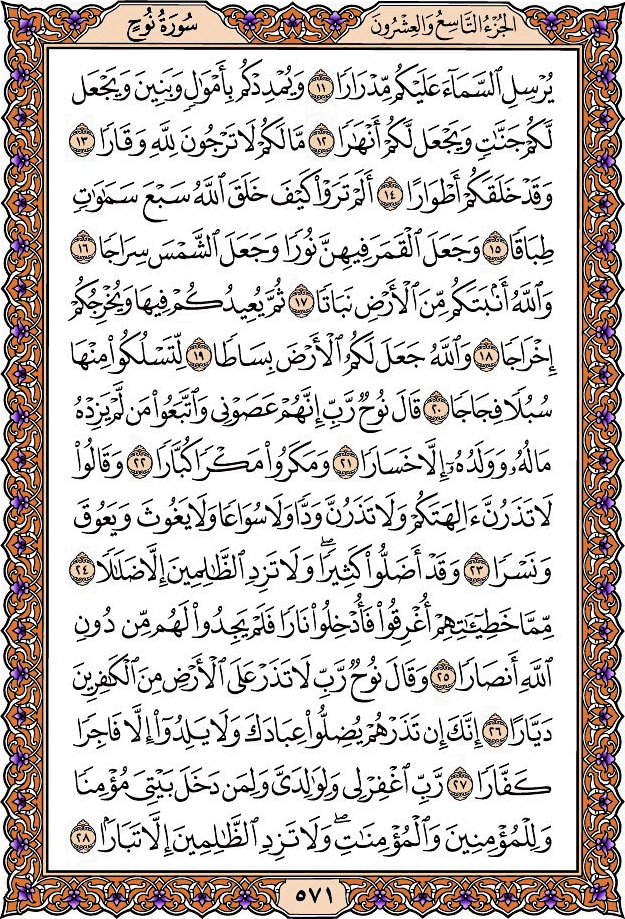 الجُزْءُ التَّاسِعُ وَالعِشْرُونَ
سُورَةُ نُوحٍ
يُرْسِلِ ٱلسَّمَآءَ عَلَيْكُم مِّدْرَارًا ١١ وَيُمْدِدْكُم بِأَمْوَٰلٍ وَبَنِينَ وَيَجْعَل
لَّكُمْ جَنَّـٰتٍ وَيَجْعَل لَّكُمْ أَنْهَـٰرًا ١٢ مَّا لَكُمْ لَا تَرْجُونَ لِلَّهِ وَقَارًا ١٣
وَقَدْ خَلَقَكُمْ أَطْوَارًا ١٤ أَلَمْ تَرَوْا۟ كَيْفَ خَلَقَ ٱللَّهُ سَبْعَ سَمَـٰوَٰتٍ
طِبَاقًا ١٥ وَجَعَلَ ٱلْقَمَرَ فِيهِنَّ نُورًا وَجَعَلَ ٱلشَّمْسَ سِرَاجًا ١٦
وَٱللَّهُ أَنۢبَتَكُم مِّنَ ٱلْأَرْضِ نَبَاتًا ١٧ ثُمَّ يُعِيدُكُمْ فِيهَا وَيُخْرِجُكُمْ
إِخْرَاجًا ١٨ وَٱللَّهُ جَعَلَ لَكُمُ ٱلْأَرْضَ بِسَاطًا ١٩ لِّتَسْلُكُوا۟ مِنْهَا
سُبُلًا فِجَاجًا ٢٠ قَالَ نُوحٌ رَّبِّ إِنَّهُمْ عَصَوْنِى وَٱتَّبَعُوا۟ مَن لَّمْ يَزِدْهُ
مَالُهُۥ وَوَلَدُهُۥٓ إِلَّا خَسَارًا ٢١ وَمَكَرُوا۟ مَكْرًا كُبَّارًا ٢٢ وَقَالُوا۟
لَا تَذَرُنَّ ءَالِهَتَكُمْ وَلَا تَذَرُنَّ وَدًّا وَلَا سُوَاعًا وَلَا يَغُوثَ وَيَعُوقَ
وَنَسْرًا ٢٣ وَقَدْ أَضَلُّوا۟ كَثِيرًا ۖ وَلَا تَزِدِ ٱلظَّـٰلِمِينَ إِلَّا ضَلَـٰلًا ٢٤
مِّمَّا خَطِيٓـَٔـٰتِهِمْ أُغْرِقُوا۟ فَأُدْخِلُوا۟ نَارًا فَلَمْ يَجِدُوا۟ لَهُم مِّن دُونِ
ٱللَّهِ أَنصَارًا ٢٥ وَقَالَ نُوحٌ رَّبِّ لَا تَذَرْ عَلَى ٱلْأَرْضِ مِنَ ٱلْكَـٰفِرِينَ
دَيَّارًا ٢٦ إِنَّكَ إِن تَذَرْهُمْ يُضِلُّوا۟ عِبَادَكَ وَلَا يَلِدُوٓا۟ إِلَّا فَاجِرًا
كَفَّارًا ٢٧ رَّبِّ ٱغْفِرْ لِى وَلِوَٰلِدَىَّ وَلِمَن دَخَلَ بَيْتِىَ مُؤْمِنًا
وَلِلْمُؤْمِنِينَ وَٱلْمُؤْمِنَـٰتِ ۖ وَلَا تَزِدِ ٱلظَّـٰلِمِينَ إِلَّا تَبَارًۢا ٢٨
٥٧١